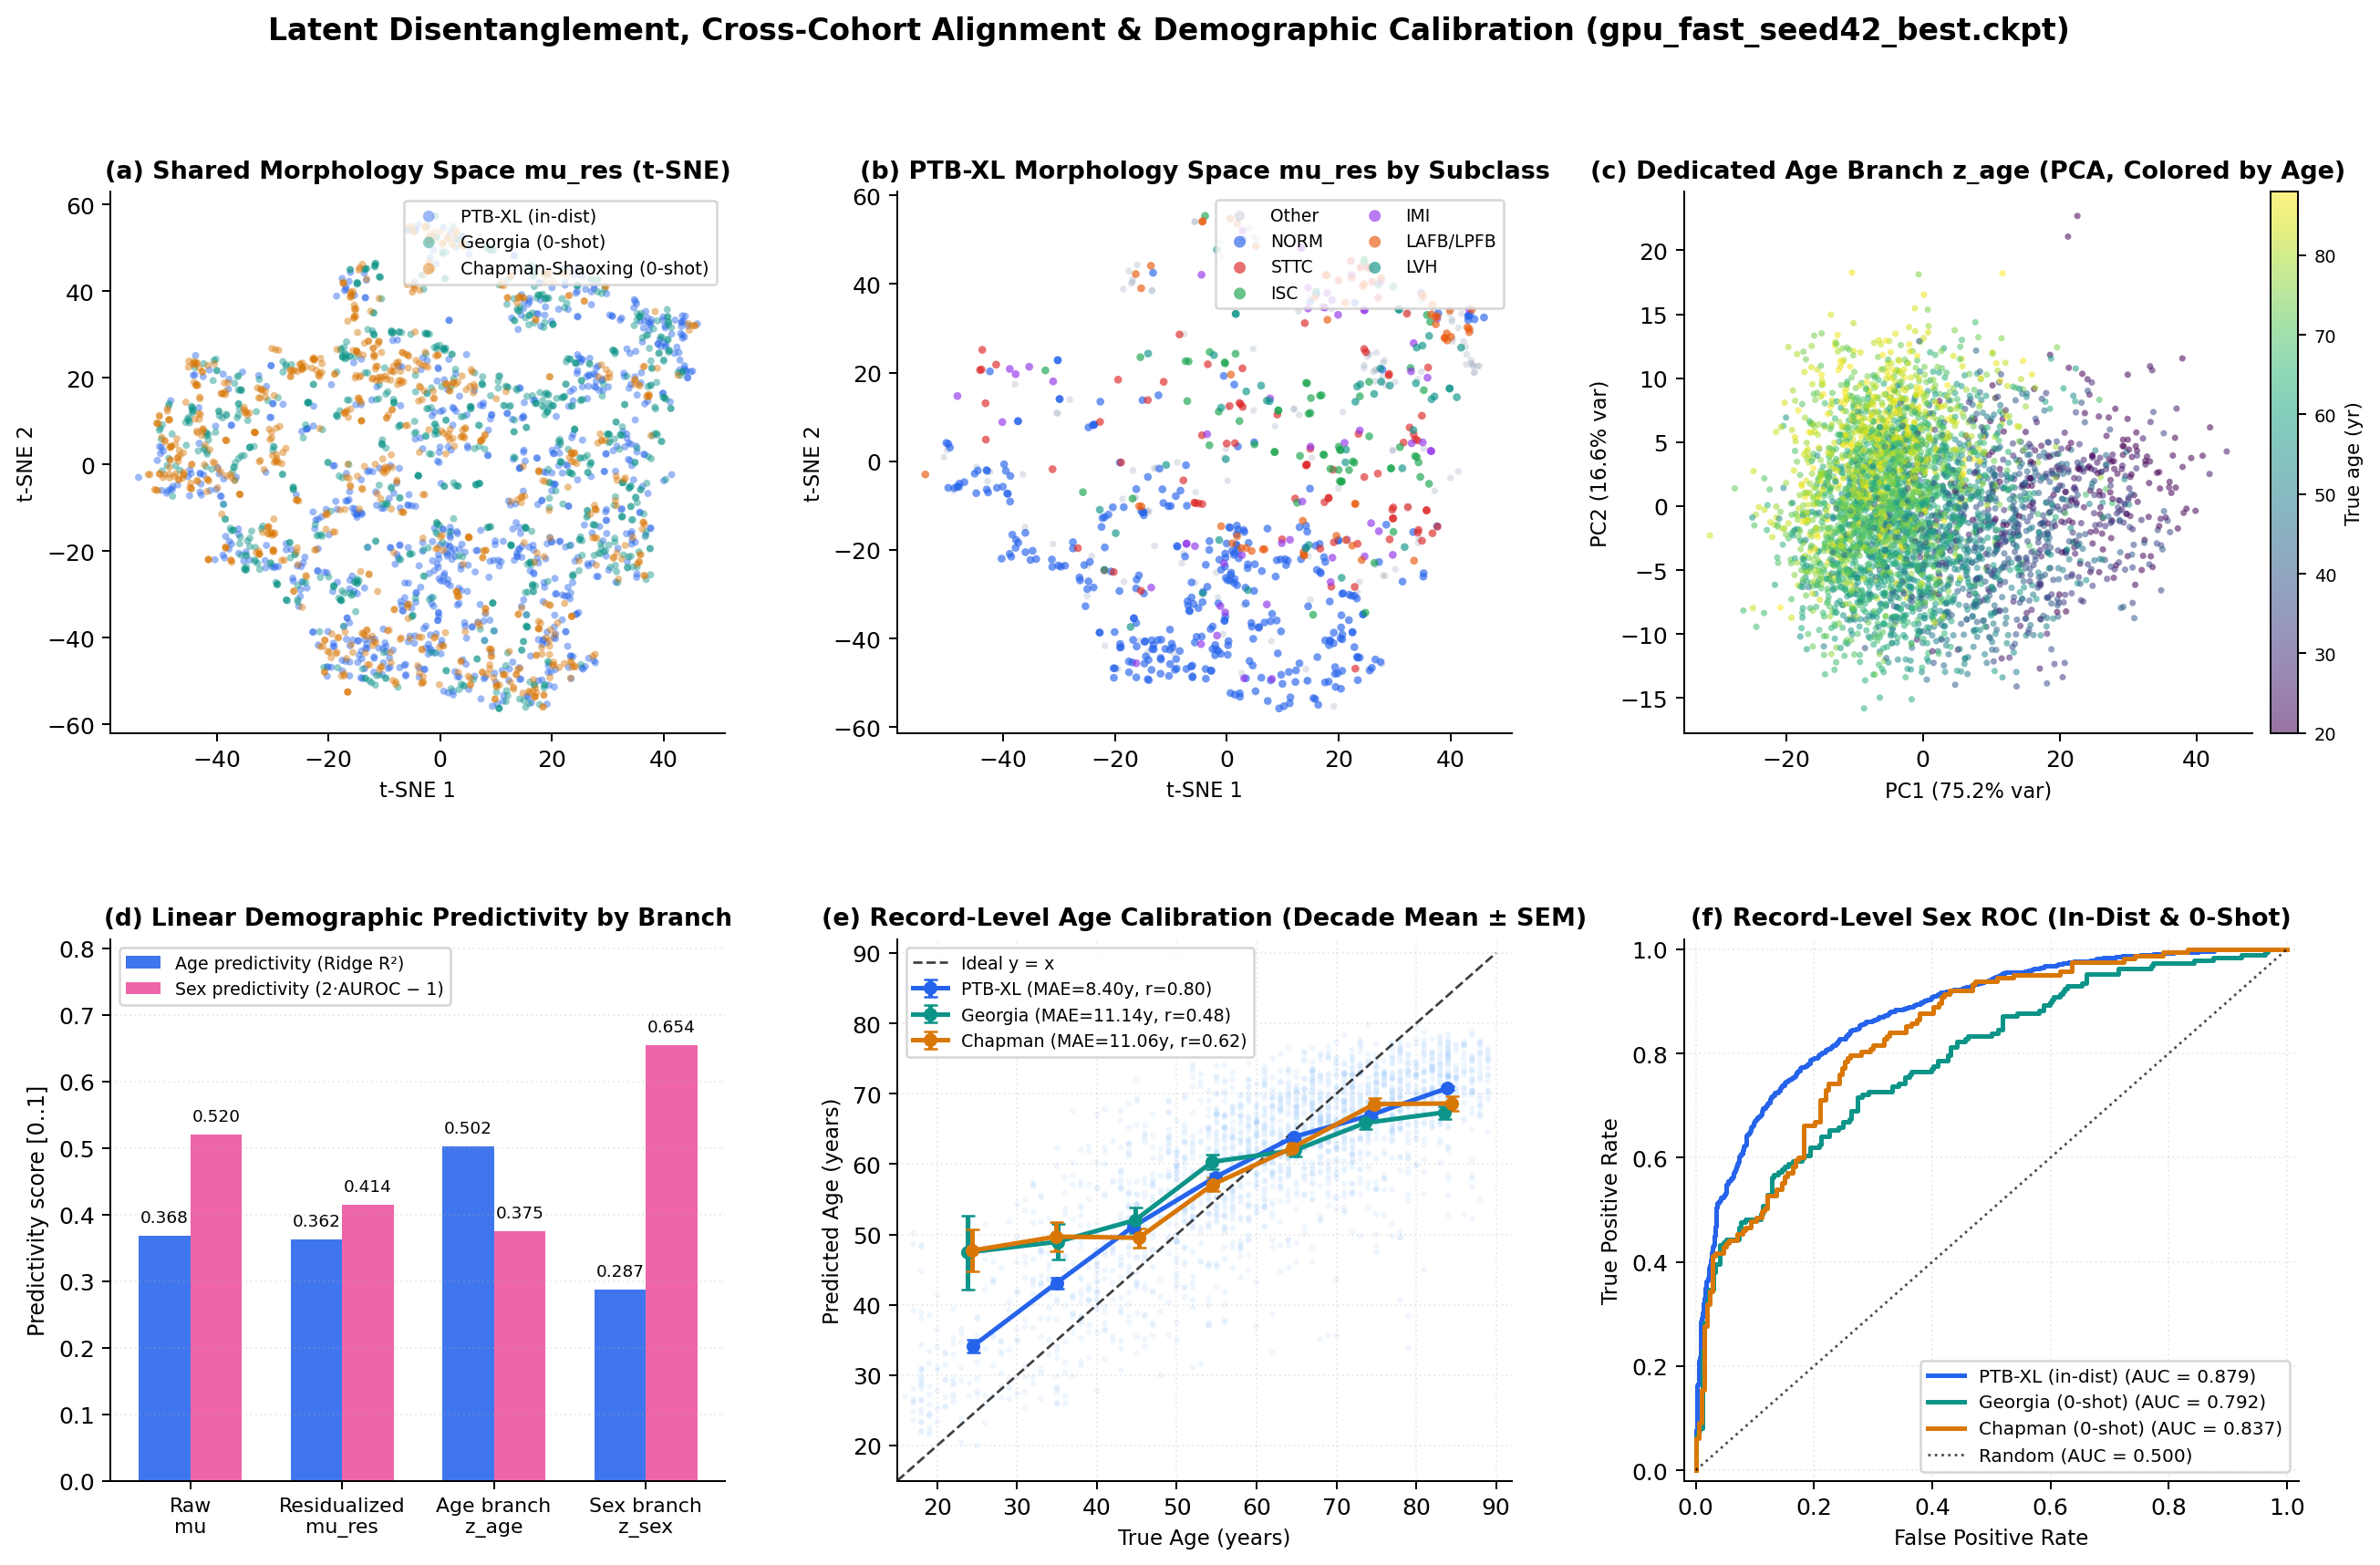 Latent Disentanglement, Cross-Cohort Alignment & Demographic Calibration (gpu_fast_seed42_best.ckpt)
(a) Shared Morphology Space mu_res (t-SNE)
PTB-XL (in-dist)
Georgia (0-shot)
Chapman-Shaoxing (0-shot)
60
40
20
0
−20
−40
−60
t-SNE 2
−40
−20
0
20
40
t-SNE 1
(b) PTB-XL Morphology Space mu_res by Subclass
Other
NORM
STTC
ISC
IMI
LAFB/LPFB
LVH
60
40
20
0
−20
−40
−60
t-SNE 2
−40
−20
0
20
40
t-SNE 1
(c) Dedicated Age Branch z_age (PCA, Colored by Age)
20
15
10
5
0
−5
−10
−15
PC2 (16.6% var)
−20
0
20
40
PC1 (75.2% var)
80
70
60
50
40
30
20
True age (yr)
(d) Linear Demographic Predictivity by Branch
Age predictivity (Ridge R²)
Sex predictivity (2·AUROC − 1)
0.8
0.7
0.6
0.5
0.4
0.3
0.2
0.1
0.0
Predictivity score [0..1]
0.368
0.520
0.362
0.414
0.502
0.375
0.287
0.654
Raw
mu
Residualized
mu_res
Age branch
z_age
Sex branch
z_sex
(e) Record-Level Age Calibration (Decade Mean ± SEM)
Ideal y = x
PTB-XL (MAE=8.40y, r=0.80)
Georgia (MAE=11.14y, r=0.48)
Chapman (MAE=11.06y, r=0.62)
90
80
70
60
50
40
30
20
Predicted Age (years)
20
30
40
50
60
70
80
90
True Age (years)
(f) Record-Level Sex ROC (In-Dist & 0-Shot)
1.0
0.8
0.6
0.4
0.2
0.0
True Positive Rate
PTB-XL (in-dist) (AUC = 0.879)
Georgia (0-shot) (AUC = 0.792)
Chapman (0-shot) (AUC = 0.837)
Random (AUC = 0.500)
0.0
0.2
0.4
0.6
0.8
1.0
False Positive Rate